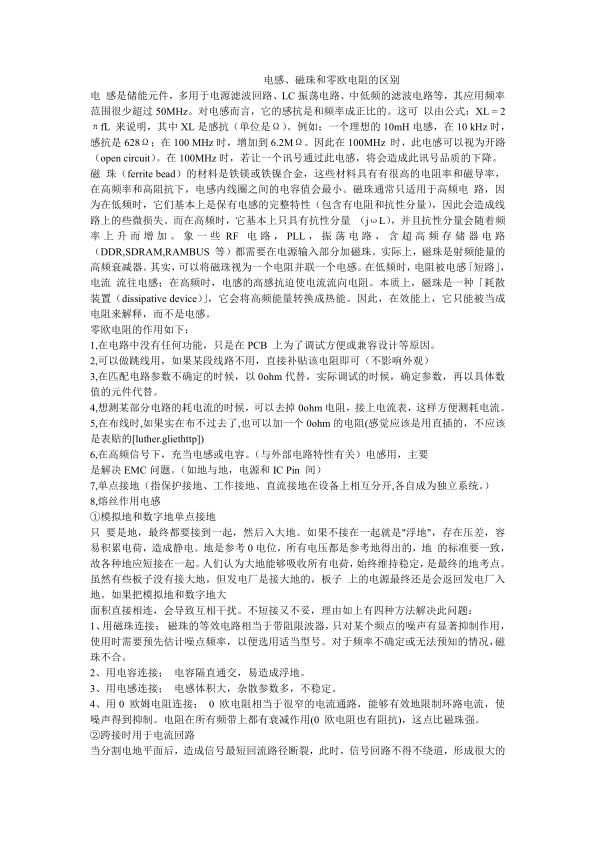 电感、磁珠和零欧电阻的区别
电 感是储能元件，多用于电源滤波回路、LC 振荡电路、中低频的滤波电路等，其应用频率
范围很少超过 50MHz。对电感而言，它的感抗是和频率成正比的。这可 以由公式：XL = 2
πfL 来说明，其中 XL 是感抗（单位是Ω）。例如：一个理想的 10mH 电感，在 10 kHz 时，
感抗是 628Ω；在 100 MHz 时，增加到 6.2MΩ。因此在 100MHz 时，此电感可以视为开路
（open circuit）。在 100MHz 时，若让一个讯号通过此电感，将会造成此讯号品质的下降。
磁 珠（ferrite bead）的材料是铁镁或铁镍合金，这些材料具有有很高的电阻率和磁导率，
在高频率和高阻抗下，电感内线圈之间的电容值会最小。磁珠通常只适用于高频电 路，因
为在低频时，它们基本上是保有电感的完整特性（包含有电阻和抗性分量），因此会造成线
路上的些微损失。而在高频时，它基本上只具有抗性分量 （jωL），并且抗性分量会随着频
率上升而增加。象一些 RF 电路，PLL，振荡电路，含超高频存储器电路
（DDR,SDRAM,RAMBUS 等）都需要在电源输入部分加磁珠。实际上，磁珠是射频能量的
高频衰减器。其实，可以将磁珠视为一个电阻并联一个电感。在低频时，电阻被电感「短路」，
电流 流往电感；在高频时，电感的高感抗迫使电流流向电阻。本质上，磁珠是一种「耗散
装置（dissipative device）」，它会将高频能量转换成热能。因此，在效能上，它只能被当成
电阻来解释，而不是电感。
零欧电阻的作用如下：
1,在电路中没有任何功能，只是在 PCB 上为了调试方便或兼容设计等原因。
2,可以做跳线用，如果某段线路不用，直接补贴该电阻即可（不影响外观）
3,在匹配电路参数不确定的时候，以 0ohm 代替，实际调试的时候，确定参数，再以具体数
值的元件代替。
4,想测某部分电路的耗电流的时候，可以去掉 0ohm 电阻，接上电流表，这样方便测耗电流。
5,在布线时,如果实在布不过去了,也可以加一个 0ohm 的电阻(感觉应该是用直插的，不应该
是表贴的[luther.gliethttp])
6,在高频信号下，充当电感或电容。（与外部电路特性有关）电感用，主要
是解决 EMC 问题。（如地与地，电源和 IC Pin 间）
7,单点接地（指保护接地、工作接地、直流接地在设备上相互分开,各自成为独立系统。）
8,熔丝作用电感
①模拟地和数字地单点接地
只 要是地，最终都要接到一起，然后入大地。如果不接在一起就是"浮地"，存在压差，容
易积累电荷，造成静电。地是参考 0 电位，所有电压都是参考地得出的，地 的标准要一致，
故各种地应短接在一起。人们认为大地能够吸收所有电荷，始终维持稳定，是最终的地考点。
虽然有些板子没有接大地，但发电厂是接大地的，板子 上的电源最终还是会返回发电厂入
地。如果把模拟地和数字地大
面积直接相连，会导致互相干扰。不短接又不妥，理由如上有四种方法解决此问题：
1、用磁珠连接； 磁珠的等效电路相当于带阻限波器，只对某个频点的噪声有显著抑制作用，
使用时需要预先估计噪点频率，以便选用适当型号。对于频率不确定或无法预知的情况,磁
珠不合。
2、用电容连接； 电容隔直通交，易造成浮地。
3、用电感连接； 电感体积大，杂散参数多，不稳定。
4、用 0 欧姆电阻连接； 0 欧电阻相当于很窄的电流通路，能够有效地限制环路电流，使
噪声得到抑制。电阻在所有频带上都有衰减作用(0 欧电阻也有阻抗)，这点比磁珠强。
②跨接时用于电流回路
当分割电地平面后，造成信号最短回流路径断裂，此时，信号回路不得不绕道，形成很大的